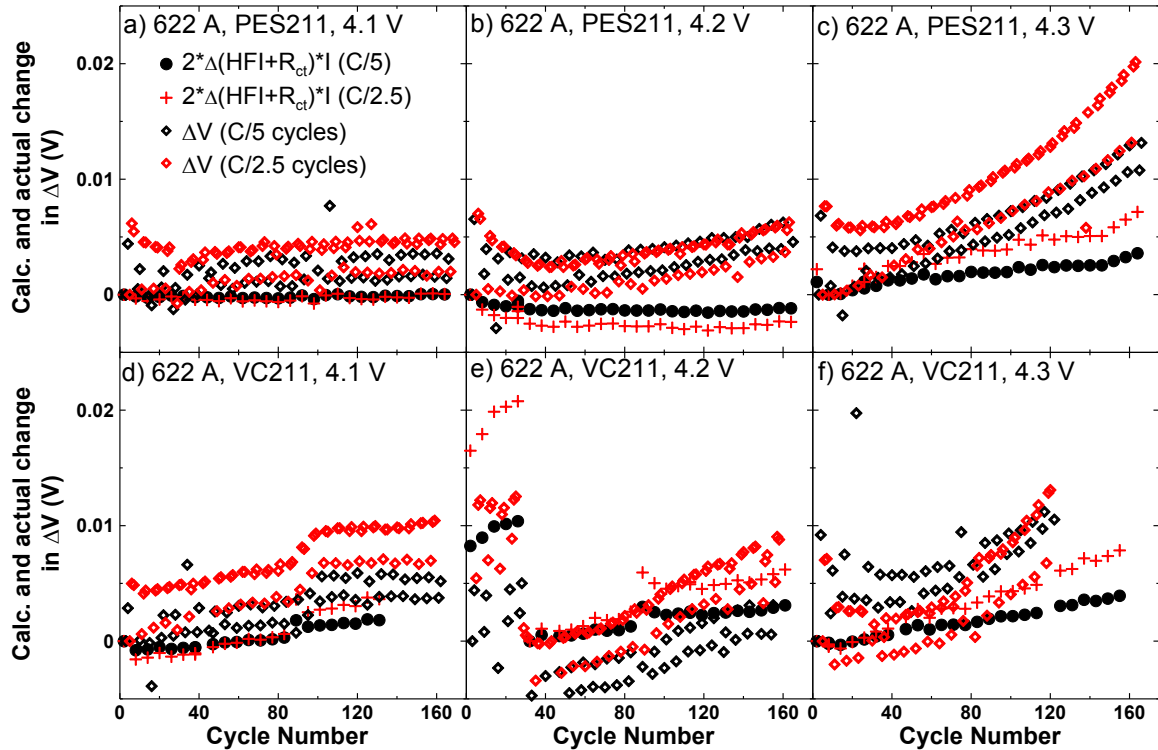 a) 622 A, PES211, 4.1 V
b) 622 A, PES211, 4.2 V
c) 622 A, PES211, 4.3 V
2*Δ(HFI+Rct)*I (C/5)
2*Δ(HFI+Rct)*I (C/2.5)
ΔV (C/5 cycles)
ΔV (C/2.5 cycles)
Calc. and actual change
in ΔV (V)
0.02
0.01
0
d) 622 A, VC211, 4.1 V
e) 622 A, VC211, 4.2 V
f) 622 A, VC211, 4.3 V
Calc. and actual change
in ΔV (V)
0.02
0.01
0
0 40 80 120 160 0 40 80 120 160 0 40 80 120 160
Cycle Number Cycle Number Cycle Number